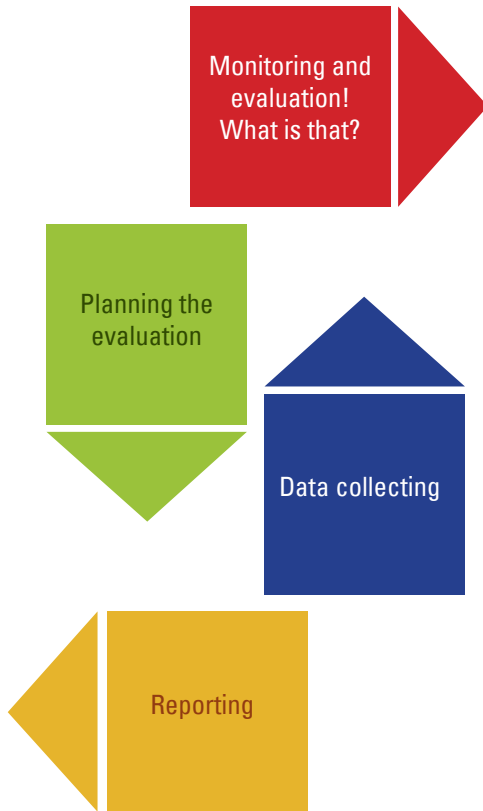 Monitoring and
evaluation!
What is that?
Planning the
evaluation
Data collecting
Reporting